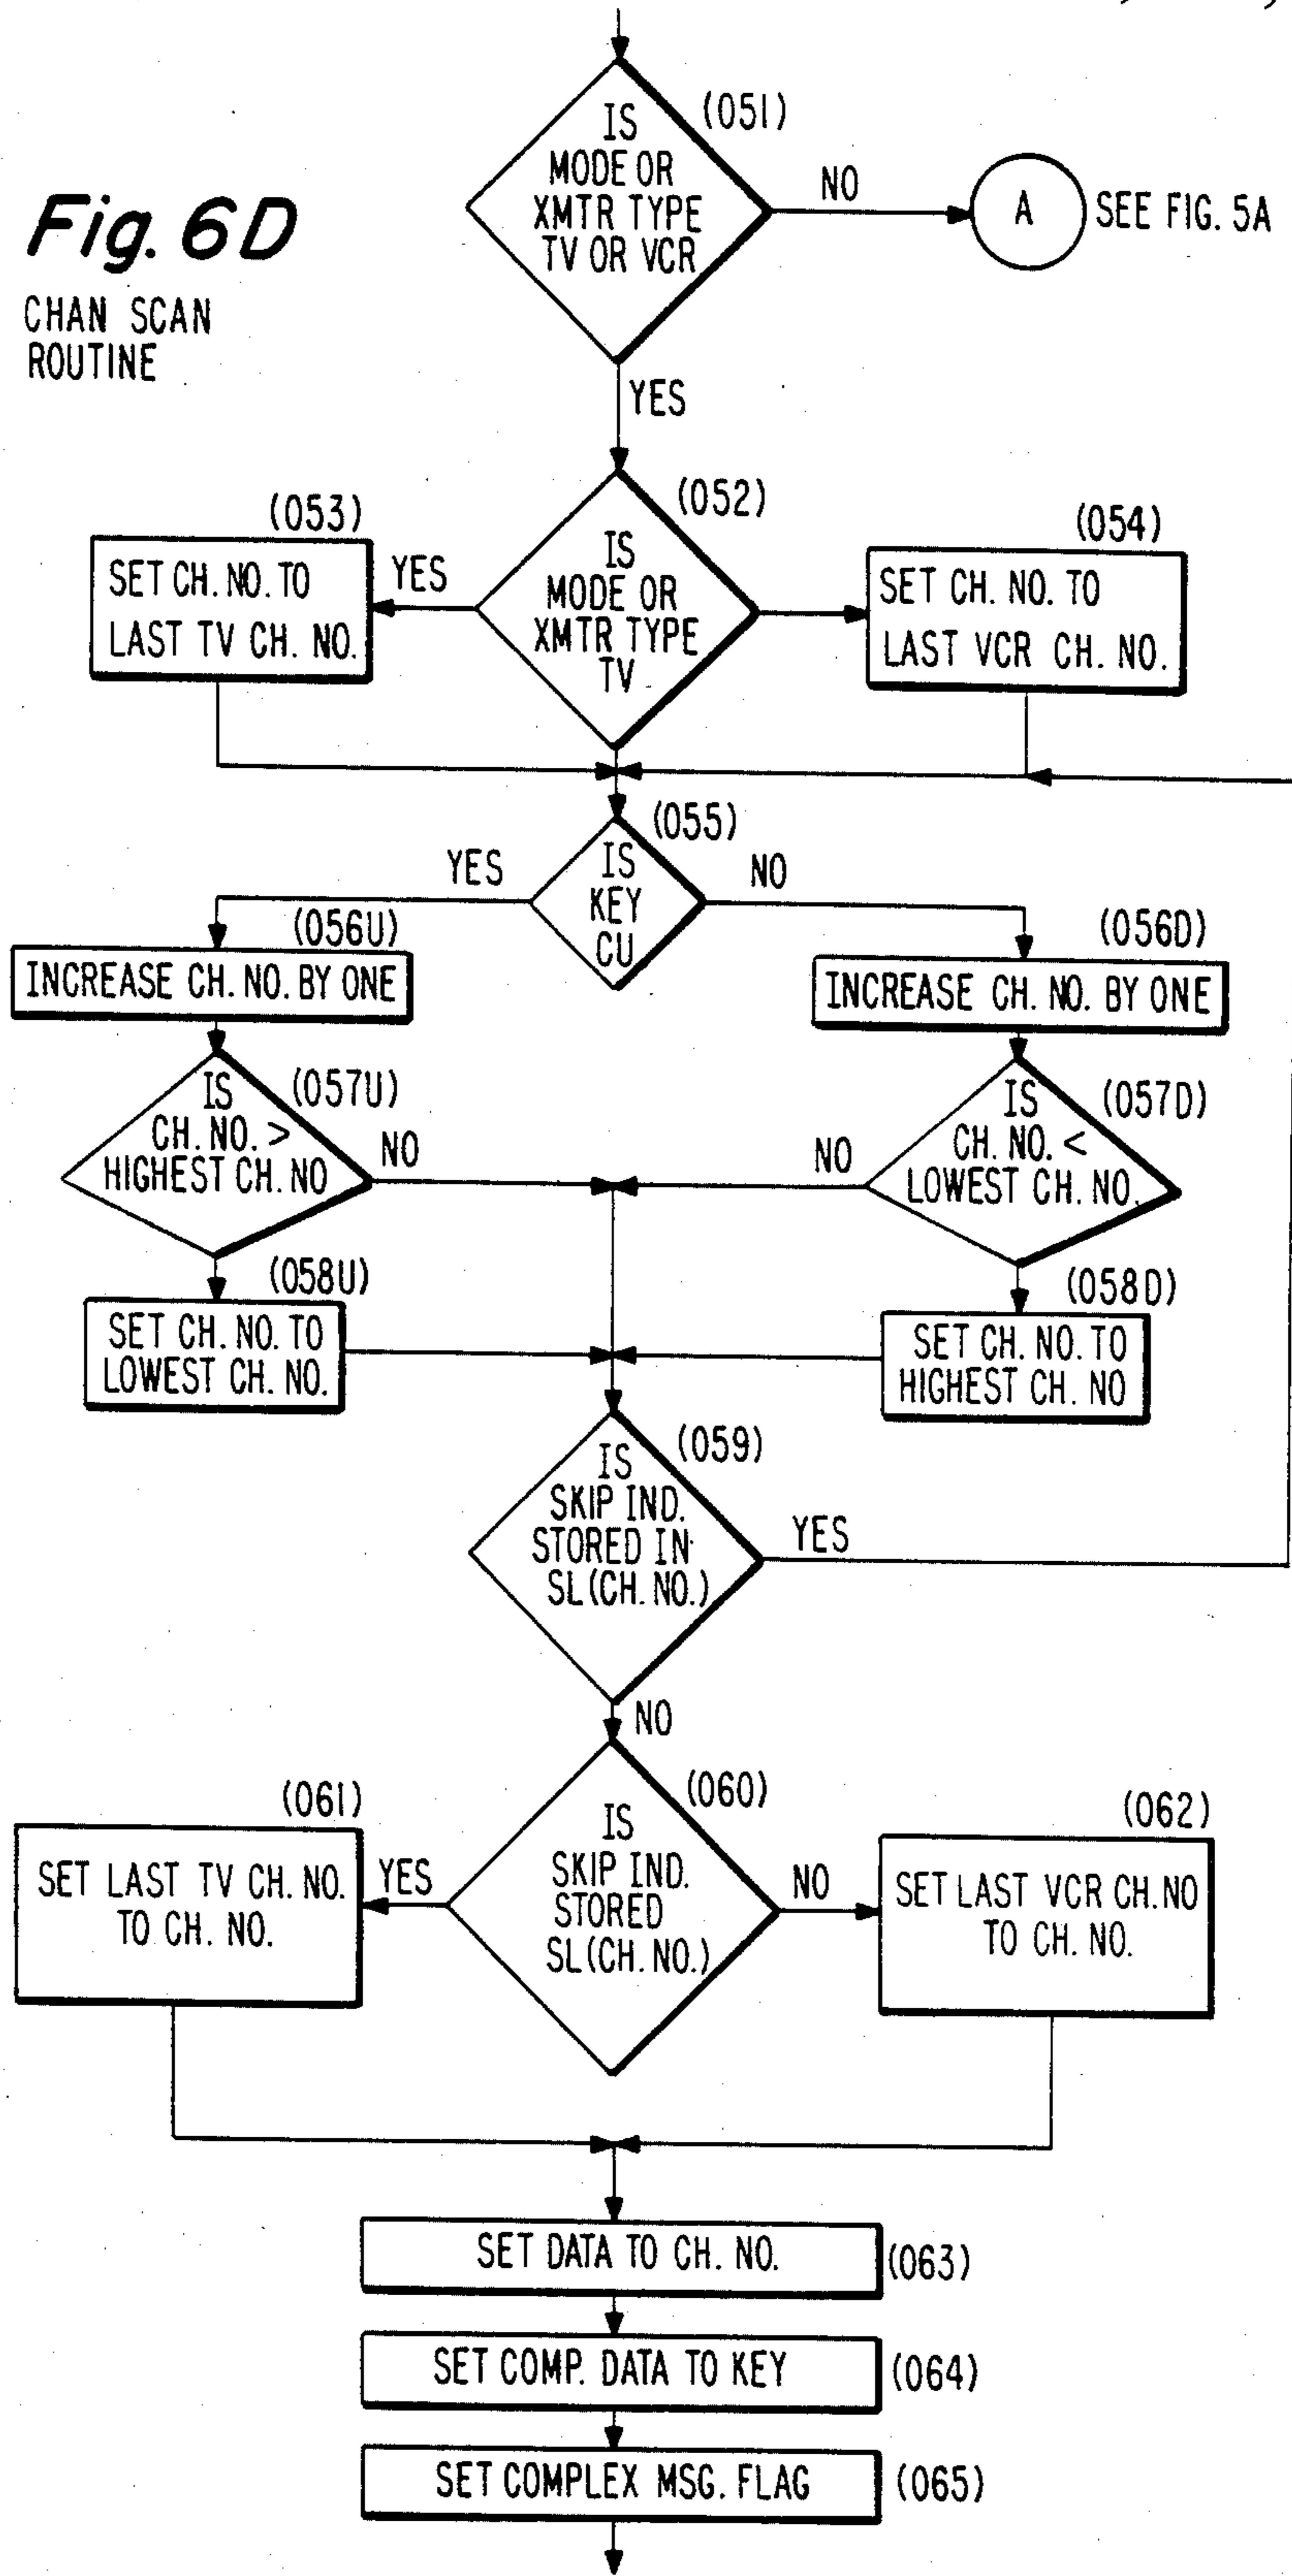 (051)
IS
MODE OR
XMTR TYPE
TV OR VCR
NO
A
SEE FIG. 5A
Fig. 6D
CHAN SCAN
ROUTINE
YES
(052)
(053)
(054)
SET CH. NO. TO
LAST TV CH. NO.
YES
IS
MODE OR
XMTR TYPE
TV
SET CH. NO. TO
LAST VCR CH. NO.
(055)
YES
IS
KEY
CU
NO
(056U)
INCREASE CH. NO. BY ONE
(056D)
INCREASE CH. NO. BY ONE
(057U)
IS
CH. NO. >
HIGHEST CH. NO
NO
(057D)
IS
CH. NO. <
LOWEST CH. NO.
NO
(058U)
SET CH. NO. TO
LOWEST CH. NO.
(058D)
SET CH. NO. TO
HIGHEST CH. NO
(059)
IS
SKIP IND.
STORED IN
SL(CH. NO.)
YES
NO
(060)
(061)
(062)
SET LAST TV CH. NO.
TO CH. NO.
YES
IS
SKIP IND.
STORED
SL(CH. NO.)
NO
SET LAST VCR CH.NO
TO CH. NO.
SET DATA TO CH. NO.
(063)
SET COMP. DATA TO KEY
(064)
SET COMPLEX MSG. FLAG
(065)